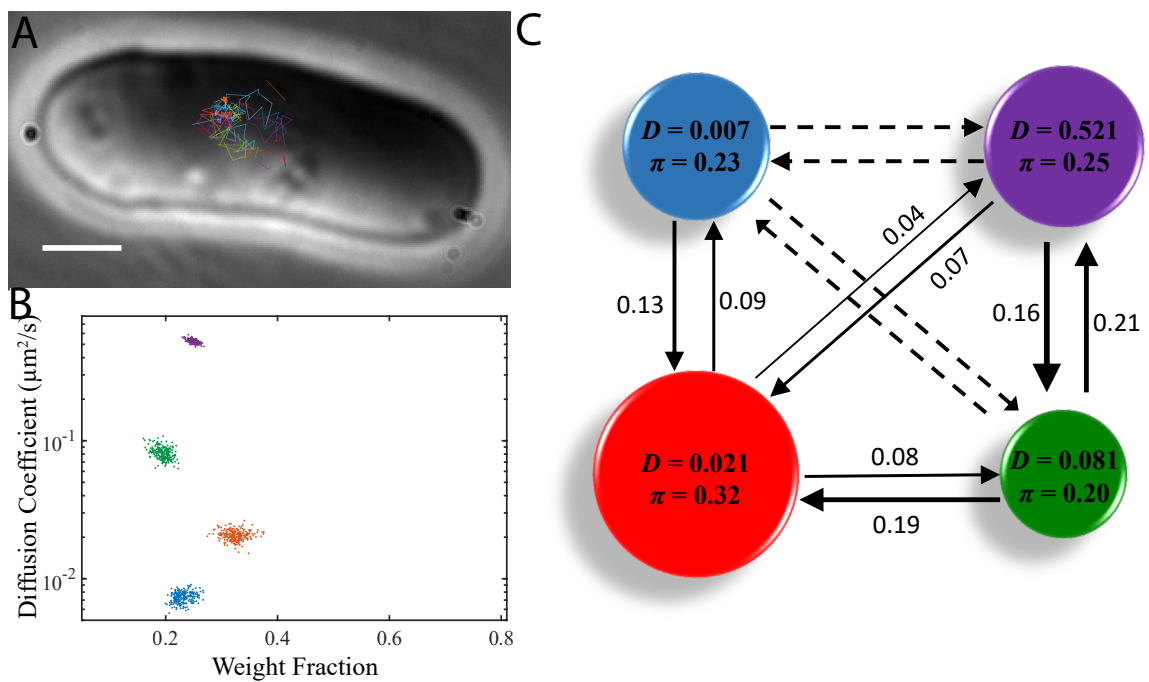 A
B
Diffusion Coefficient (µm²/s)
10⁻¹
10⁻²
0.2
0.4
0.6
0.8
Weight Fraction
C
D = 0.007
π = 0.23
D = 0.521
π = 0.25
0.04
0.07
0.13
0.09
0.16
0.21
D = 0.021
π = 0.32
0.08
0.19
D = 0.081
π = 0.20